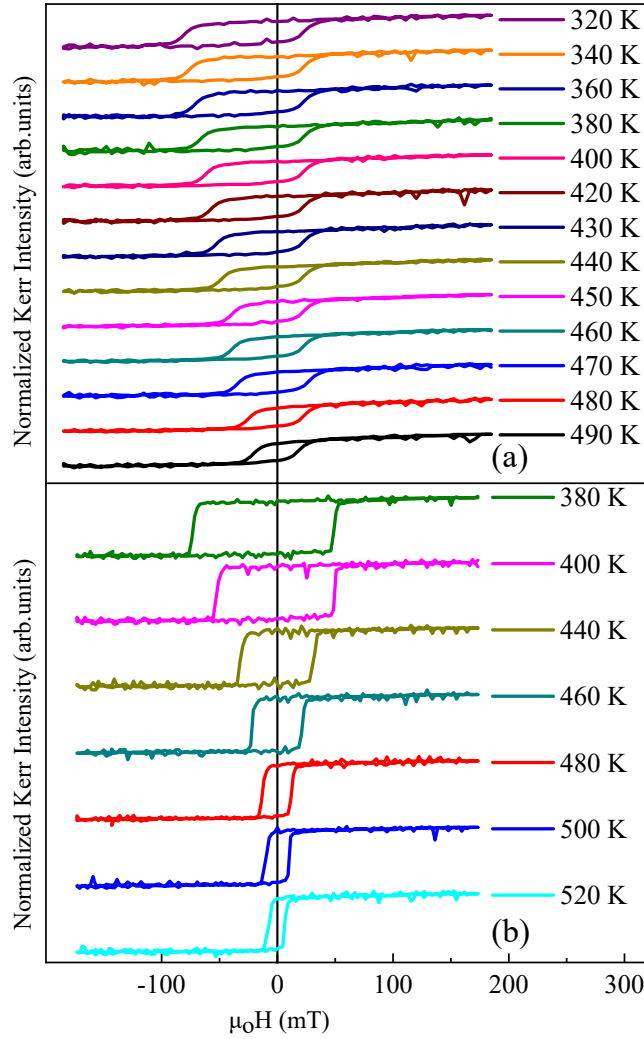 Normalized Kerr Intensity (arb.units)
320 K
340 K
360 K
380 K
400 K
420 K
430 K
440 K
450 K
460 K
470 K
480 K
490 K
(a)
Normalized Kerr Intensity (arb.units)
380 K
400 K
440 K
460 K
480 K
500 K
520 K
(b)
-100 0 100 200 300
μoH (mT)